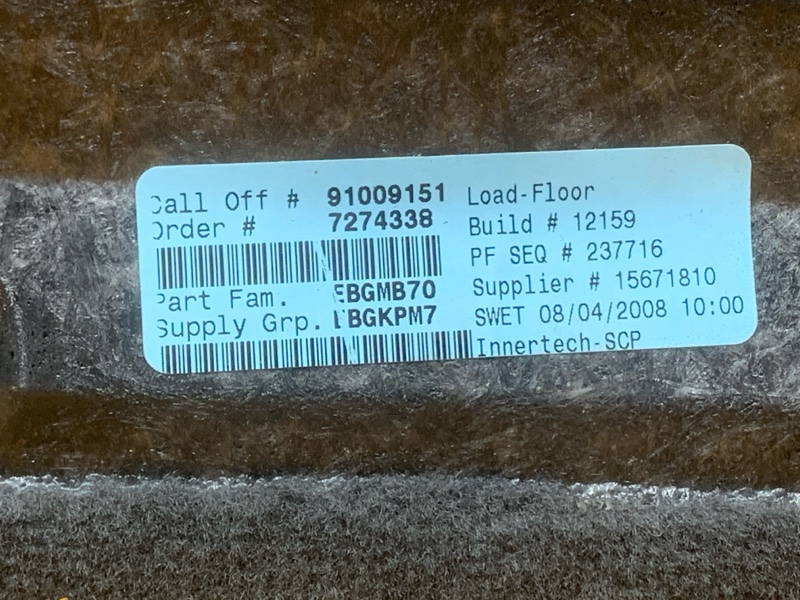 Call Off # 91009151
Order # 7274338
Part Fam. EBGMB70
Supply Grp. BGKPM7
Load-Floor
Build # 12159
PF SEQ # 237716
Supplier # 15671810
SWET 08/04/2008 10:00
Innertech-SCP